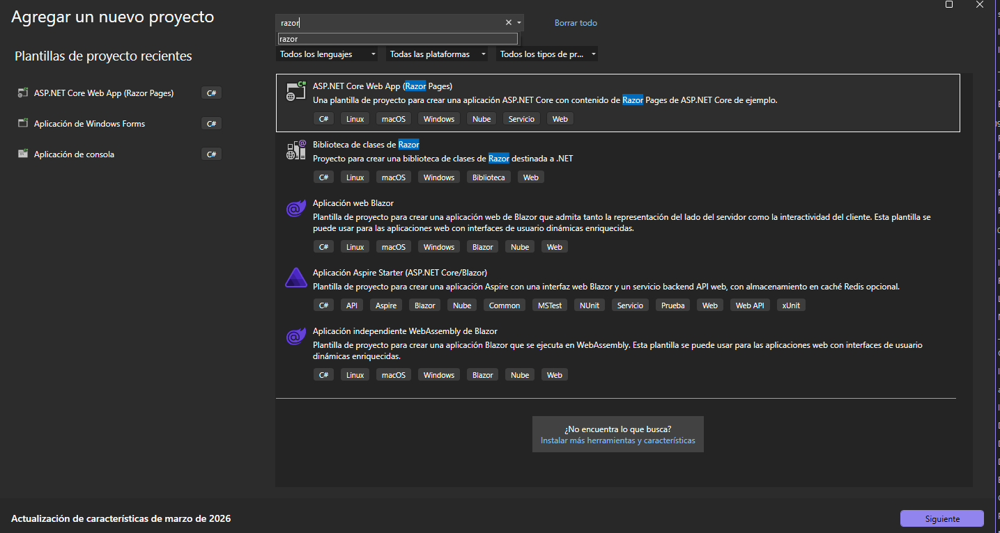 Agregar un nuevo proyecto
Plantillas de proyecto recientes
ASP.NET Core Web App (Razor Pages) C#
Aplicación de Windows Forms C#
Aplicación de consola C#
razor
Borrar todo
razor
Todos los lenguajes Todas las plataformas Todos los tipos de pr...
ASP.NET Core Web App (Razor Pages)
Una plantilla de proyecto para crear una aplicación ASP.NET Core con contenido de Razor Pages de ASP.NET Core de ejemplo.
C# Linux macOS Windows Nube Servicio Web
Biblioteca de clases de Razor
Proyecto para crear una biblioteca de clases de Razor destinada a .NET
C# Linux macOS Windows Biblioteca Web
Aplicación web Blazor
Plantilla de proyecto para crear una aplicación web de Blazor que admita tanto la representación del lado del servidor como la interactividad del cliente. Esta plantilla se
puede usar para las aplicaciones web con interfaces de usuario dinámicas enriquecidas.
C# Linux macOS Windows Blazor Nube Web
Aplicación Aspire Starter (ASP.NET Core/Blazor)
Plantilla de proyecto para crear una aplicación Aspire con una interfaz web Blazor y un servicio backend API web, con almacenamiento en caché Redis opcional.
C# API Aspire Blazor Nube Common MSTest NUnit Servicio Prueba Web Web API xUnit
Aplicación independiente WebAssembly de Blazor
Plantilla de proyecto para crear una aplicación Blazor que se ejecuta en WebAssembly. Esta plantilla se puede usar para las aplicaciones web con interfaces de usuario
dinámicas enriquecidas.
C# Linux macOS Windows Blazor Nube Web
¿No encuentra lo que busca?
Instalar más herramientas y características
Actualización de características de marzo de 2026
Siguiente